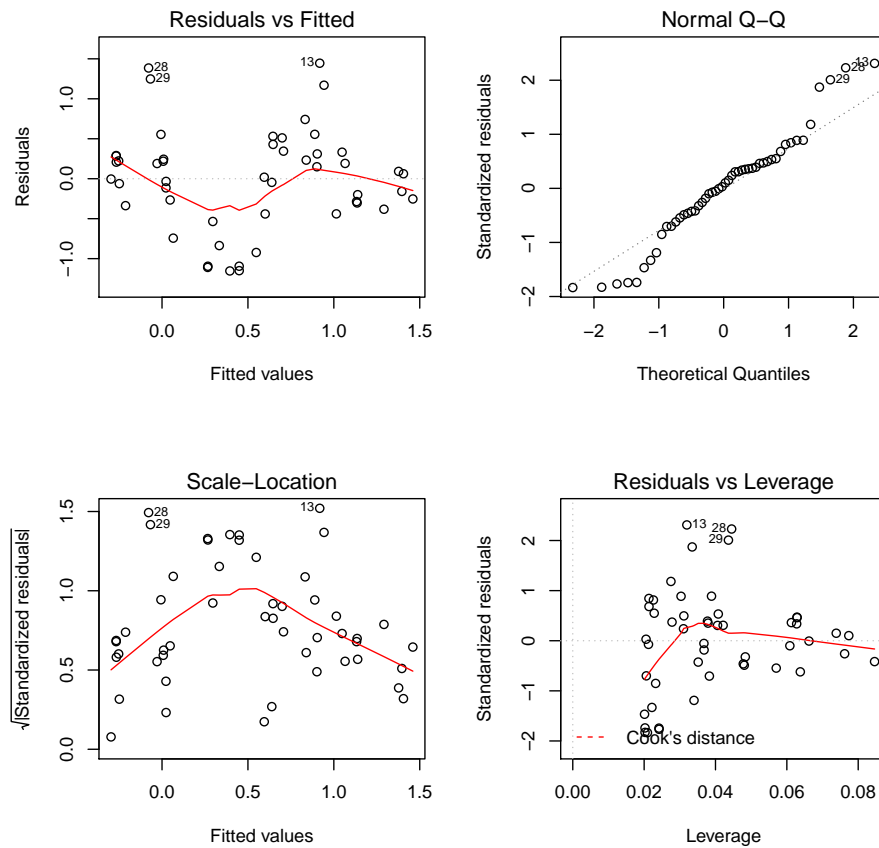 Residuals vs Fitted
Residuals
1.0
0.0
−1.0
28
29
13
0.0 0.5 1.0 1.5
Fitted values
Normal Q−Q
Standardized residuals
2
1
0
−1
−2
13
28
29
−2 −1 0 1 2
Theoretical Quantiles
Scale−Location
√|Standardized residuals|
1.5
1.0
0.5
0.0
28
29
13
0.0 0.5 1.0 1.5
Fitted values
Residuals vs Leverage
Standardized residuals
2
1
0
−1
−2
13
28
29
Cook's distance
0.00 0.02 0.04 0.06 0.08
Leverage